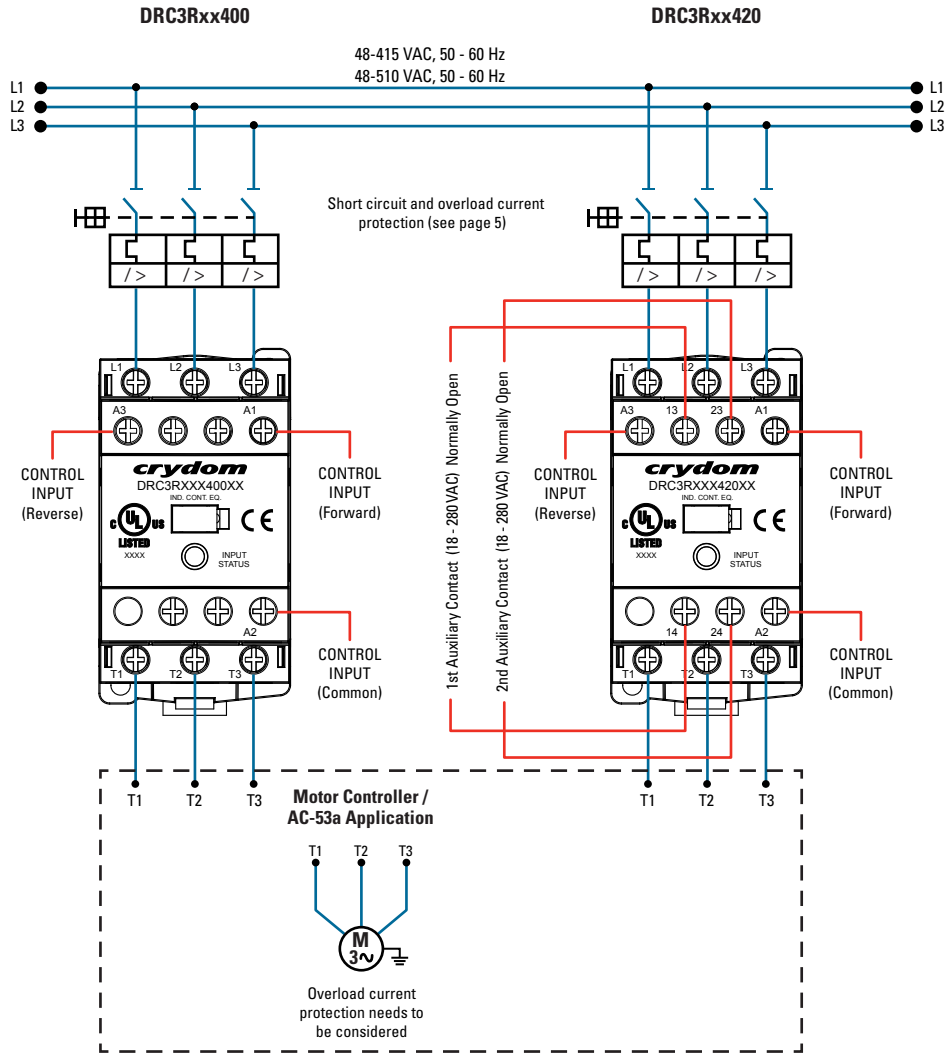 DRC3Rxx400
DRC3Rxx420
48-415 VAC, 50 - 60 Hz
48-510 VAC, 50 - 60 Hz
L1
L2
L3
L1
L2
L3
Short circuit and overload current
protection (see page 5)
/ >
/ >
/ >
/ >
/ >
/ >
L1
L2
L3
A3
A1
CONTROL
INPUT
(Reverse)
crydom
DRC3RXXX400XX
IND. CONT. EQ.
C
UL
US
LISTED
XXXX
CE
INPUT
STATUS
CONTROL
INPUT
(Forward)
A2
T1
T2
T3
CONTROL
INPUT
(Common)
1st Auxiliary Contact (18 - 280 VAC) Normally Open
2nd Auxiliary Contact (18 - 280 VAC) Normally Open
L1
L2
L3
A3
13
23
A1
CONTROL
INPUT
(Reverse)
crydom
DRC3RXXX420XX
IND. CONT. EQ.
C
UL
US
LISTED
XXXX
CE
INPUT
STATUS
CONTROL
INPUT
(Forward)
14
24
A2
T1
T2
T3
CONTROL
INPUT
(Common)
T1
T2
T3
T1
T2
T3
Motor Controller /
AC-53a Application
T1
T2
T3
M
3~
Overload current
protection needs to
be considered